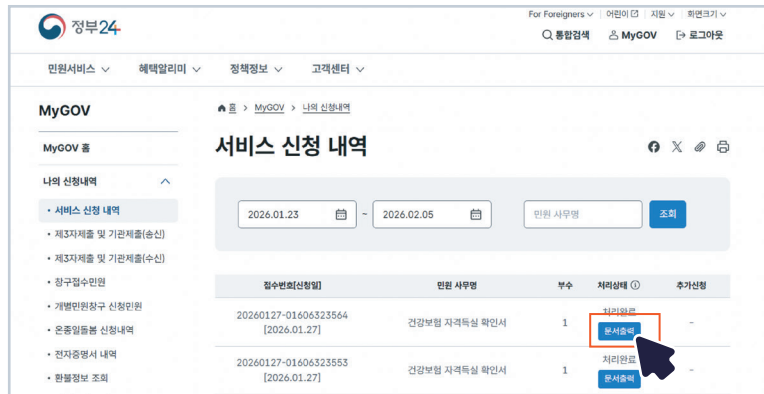 For Foreigners 어린이 지원 화면크기
정부24
통합검색 MyGOV 로그아웃
민원서비스 혜택알리미 정책정보 고객센터
MyGOV
홈 > MyGOV > 나의 신청내역
서비스 신청 내역
MyGOV 홈
나의 신청내역
• 서비스 신청 내역
• 제3자제출 및 기관제출(송신)
• 제3자제출 및 기관제출(수신)
• 창구접수민원
• 개별민원창구 신청민원
• 온종일돌봄 신청내역
• 전자증명서 내역
• 환불정보 조회
2026.01.23 ~ 2026.02.05 민원 사무명 조회
접수번호[신청일] 민원 사무명 부수 처리상태 추가신청
20260127-01606323564
[2026.01.27]
건강보험 자격득실 확인서 1 처리완료 -
문서출력
20260127-01606323553
[2026.01.27]
건강보험 자격득실 확인서 1 처리완료 -
문서출력